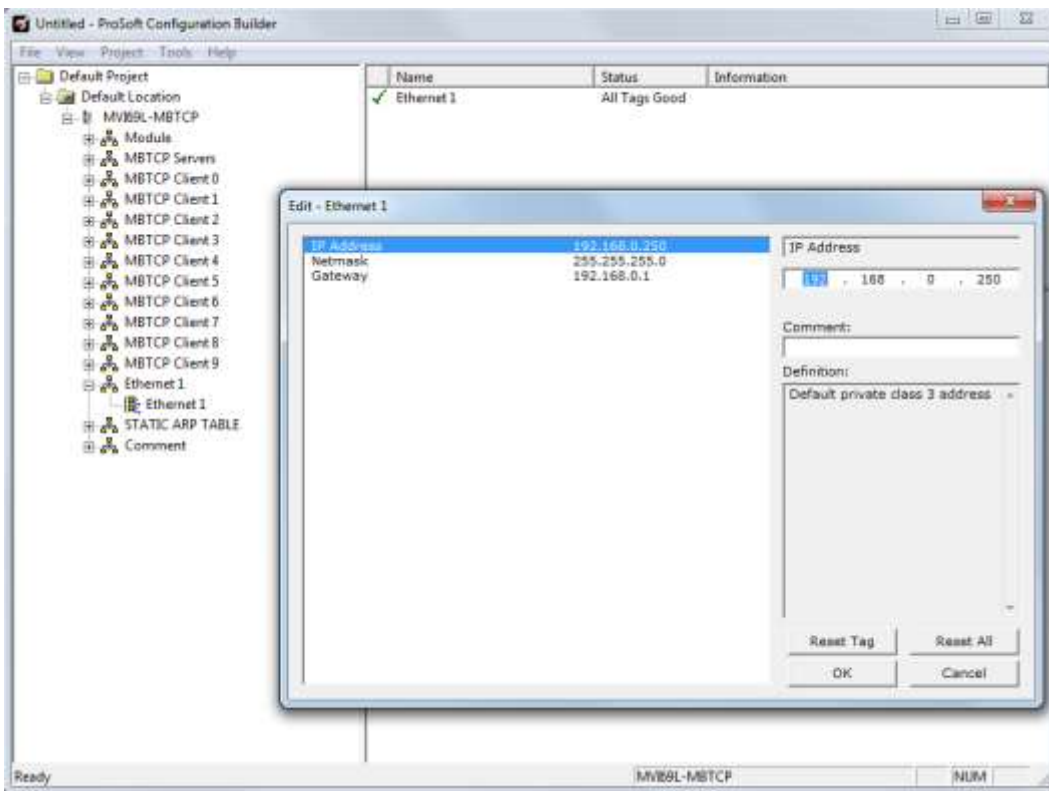 Untitled - ProSoft Configuration Builder
File View Project Tools Help
Default Project
Default Location
MVI69L-MBTCP
Module
MBTCP Servers
MBTCP Client 0
MBTCP Client 1
MBTCP Client 2
MBTCP Client 3
MBTCP Client 4
MBTCP Client 5
MBTCP Client 6
MBTCP Client 7
MBTCP Client 8
MBTCP Client 9
Ethernet 1
Ethernet 1
STATIC ARP TABLE
Comment
Name Status Information
Ethernet 1 All Tags Good
Edit - Ethernet 1
IP Address 192.168.0.250
Netmask 255.255.255.0
Gateway 192.168.0.1
IP Address
192 . 168 . 0 . 250
Comment:
Definition:
Default private class 3 address
Reset Tag Reset All
OK Cancel
Ready MVI69L-MBTCP NUM